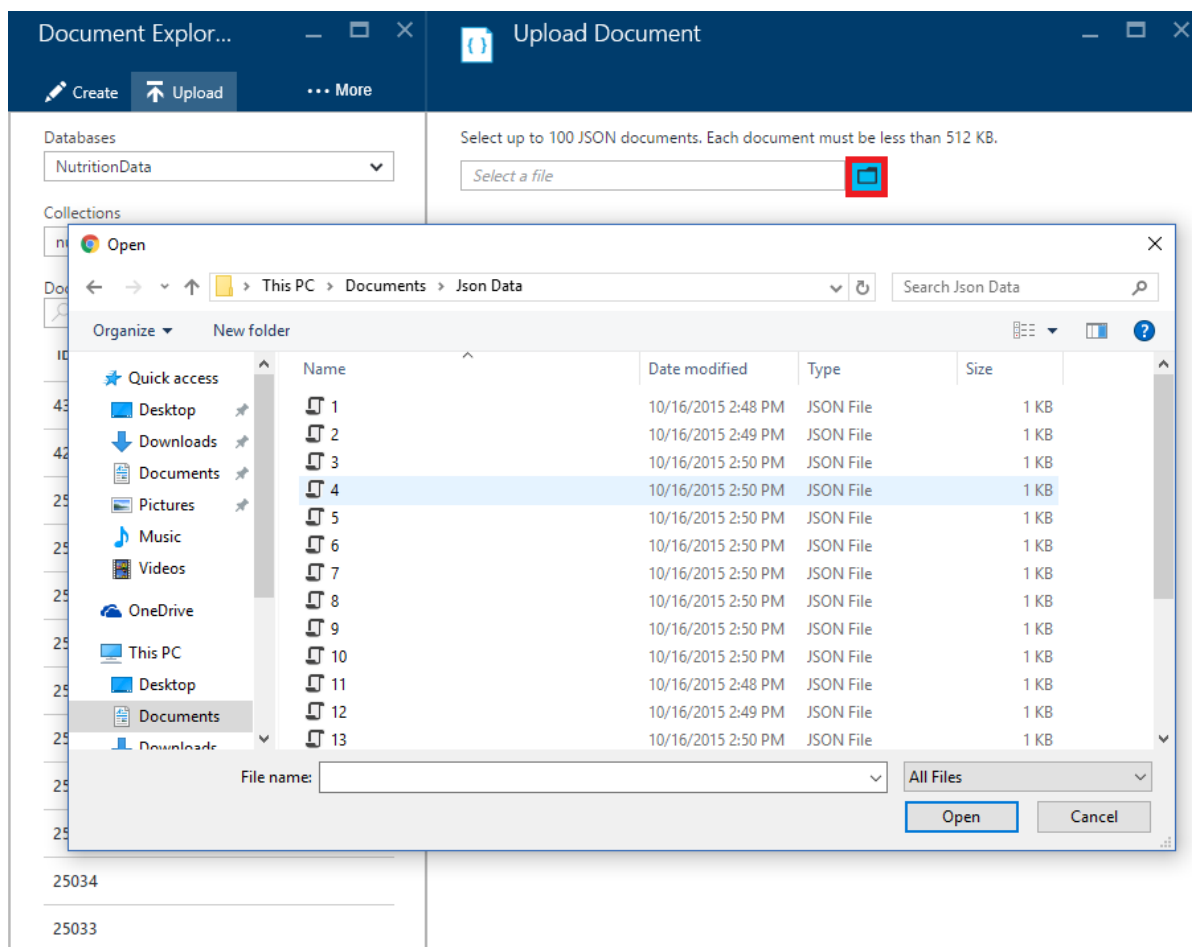 Document Explor...
Upload Document
Create Upload ••• More
Databases
NutritionData
Select up to 100 JSON documents. Each document must be less than 512 KB.
Select a file
Collections
Open
This PC > Documents > Json Data
Search Json Data
Organize New folder
Name Date modified Type Size
Quick access
Desktop
Downloads
Documents
Pictures
Music
Videos
OneDrive
This PC
Desktop
Documents
Downloads
1 10/16/2015 2:48 PM JSON File 1 KB
2 10/16/2015 2:49 PM JSON File 1 KB
3 10/16/2015 2:50 PM JSON File 1 KB
4 10/16/2015 2:50 PM JSON File 1 KB
5 10/16/2015 2:50 PM JSON File 1 KB
6 10/16/2015 2:50 PM JSON File 1 KB
7 10/16/2015 2:50 PM JSON File 1 KB
8 10/16/2015 2:50 PM JSON File 1 KB
9 10/16/2015 2:50 PM JSON File 1 KB
10 10/16/2015 2:50 PM JSON File 1 KB
11 10/16/2015 2:48 PM JSON File 1 KB
12 10/16/2015 2:49 PM JSON File 1 KB
13 10/16/2015 2:50 PM JSON File 1 KB
File name: All Files
Open Cancel
25034
25033